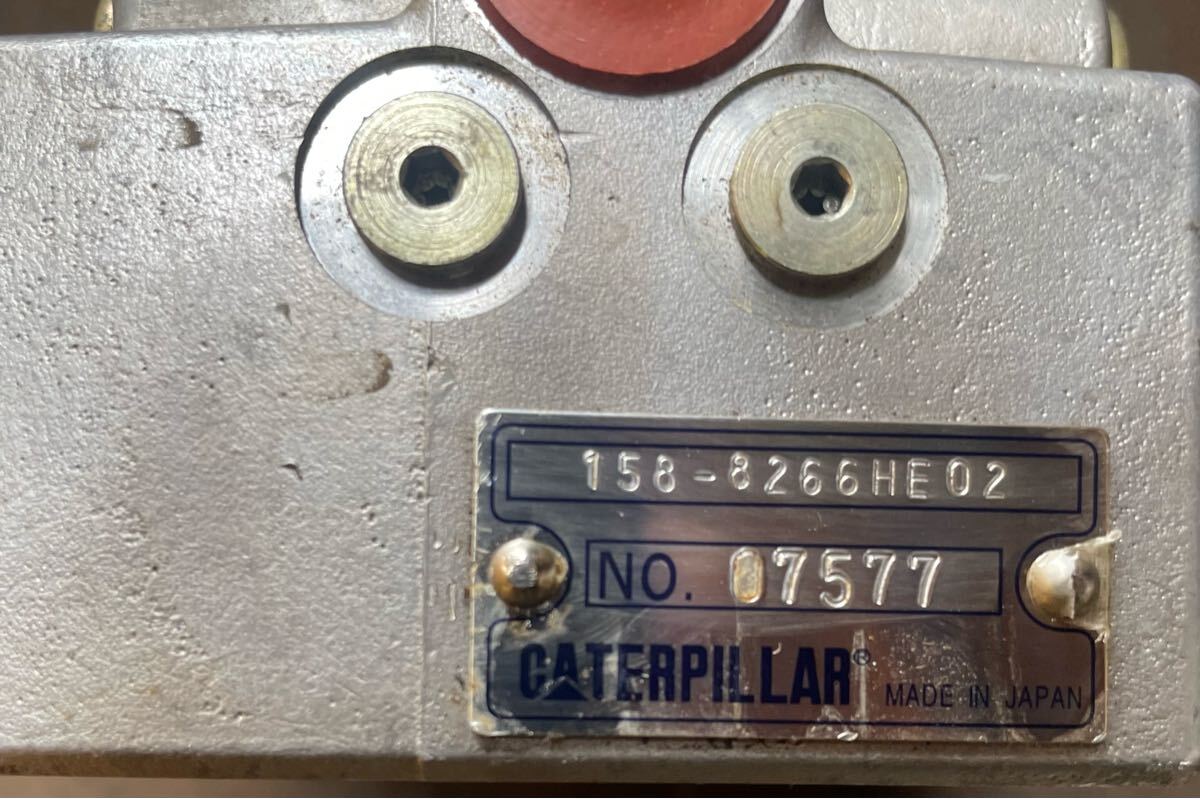 158-8266HE02
NO. 07577
CATERPILLAR®
MADE IN JAPAN